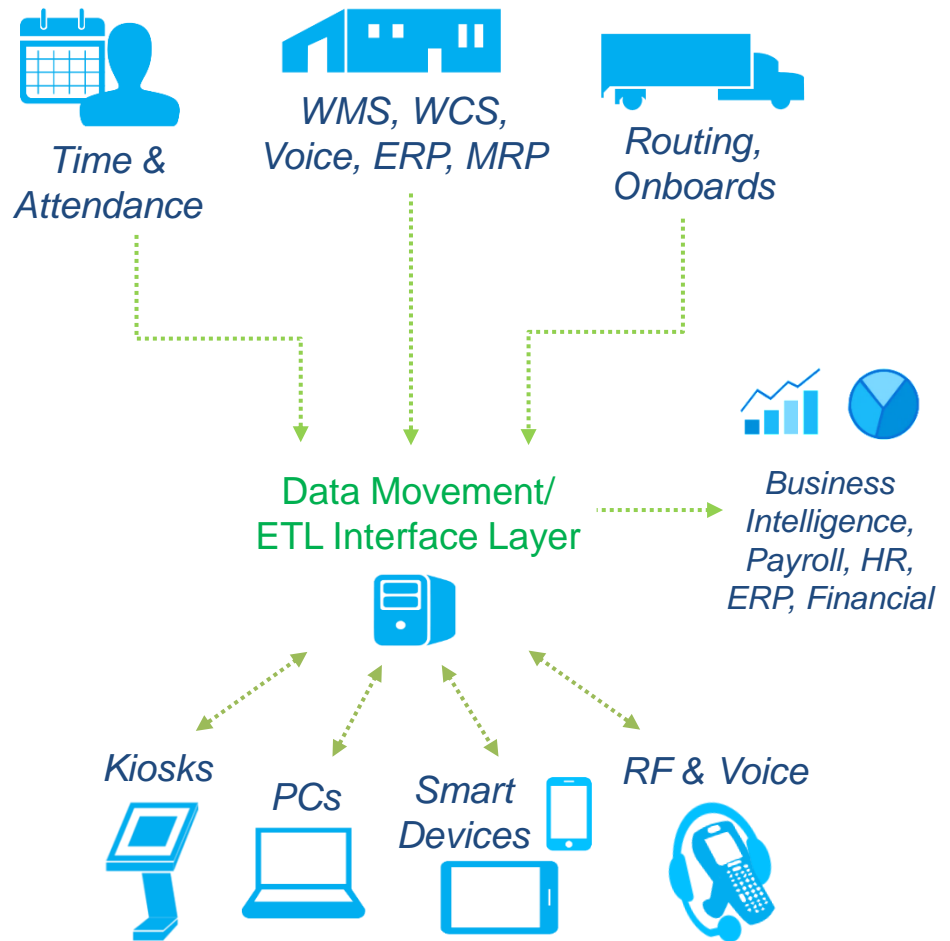 Time &
Attendance
WMS, WCS,
Voice, ERP, MRP
Routing,
Onboards
Data Movement/
ETL Interface Layer
Business
Intelligence,
Payroll, HR,
ERP, Financial
Kiosks
PCs
Smart
Devices
RF & Voice